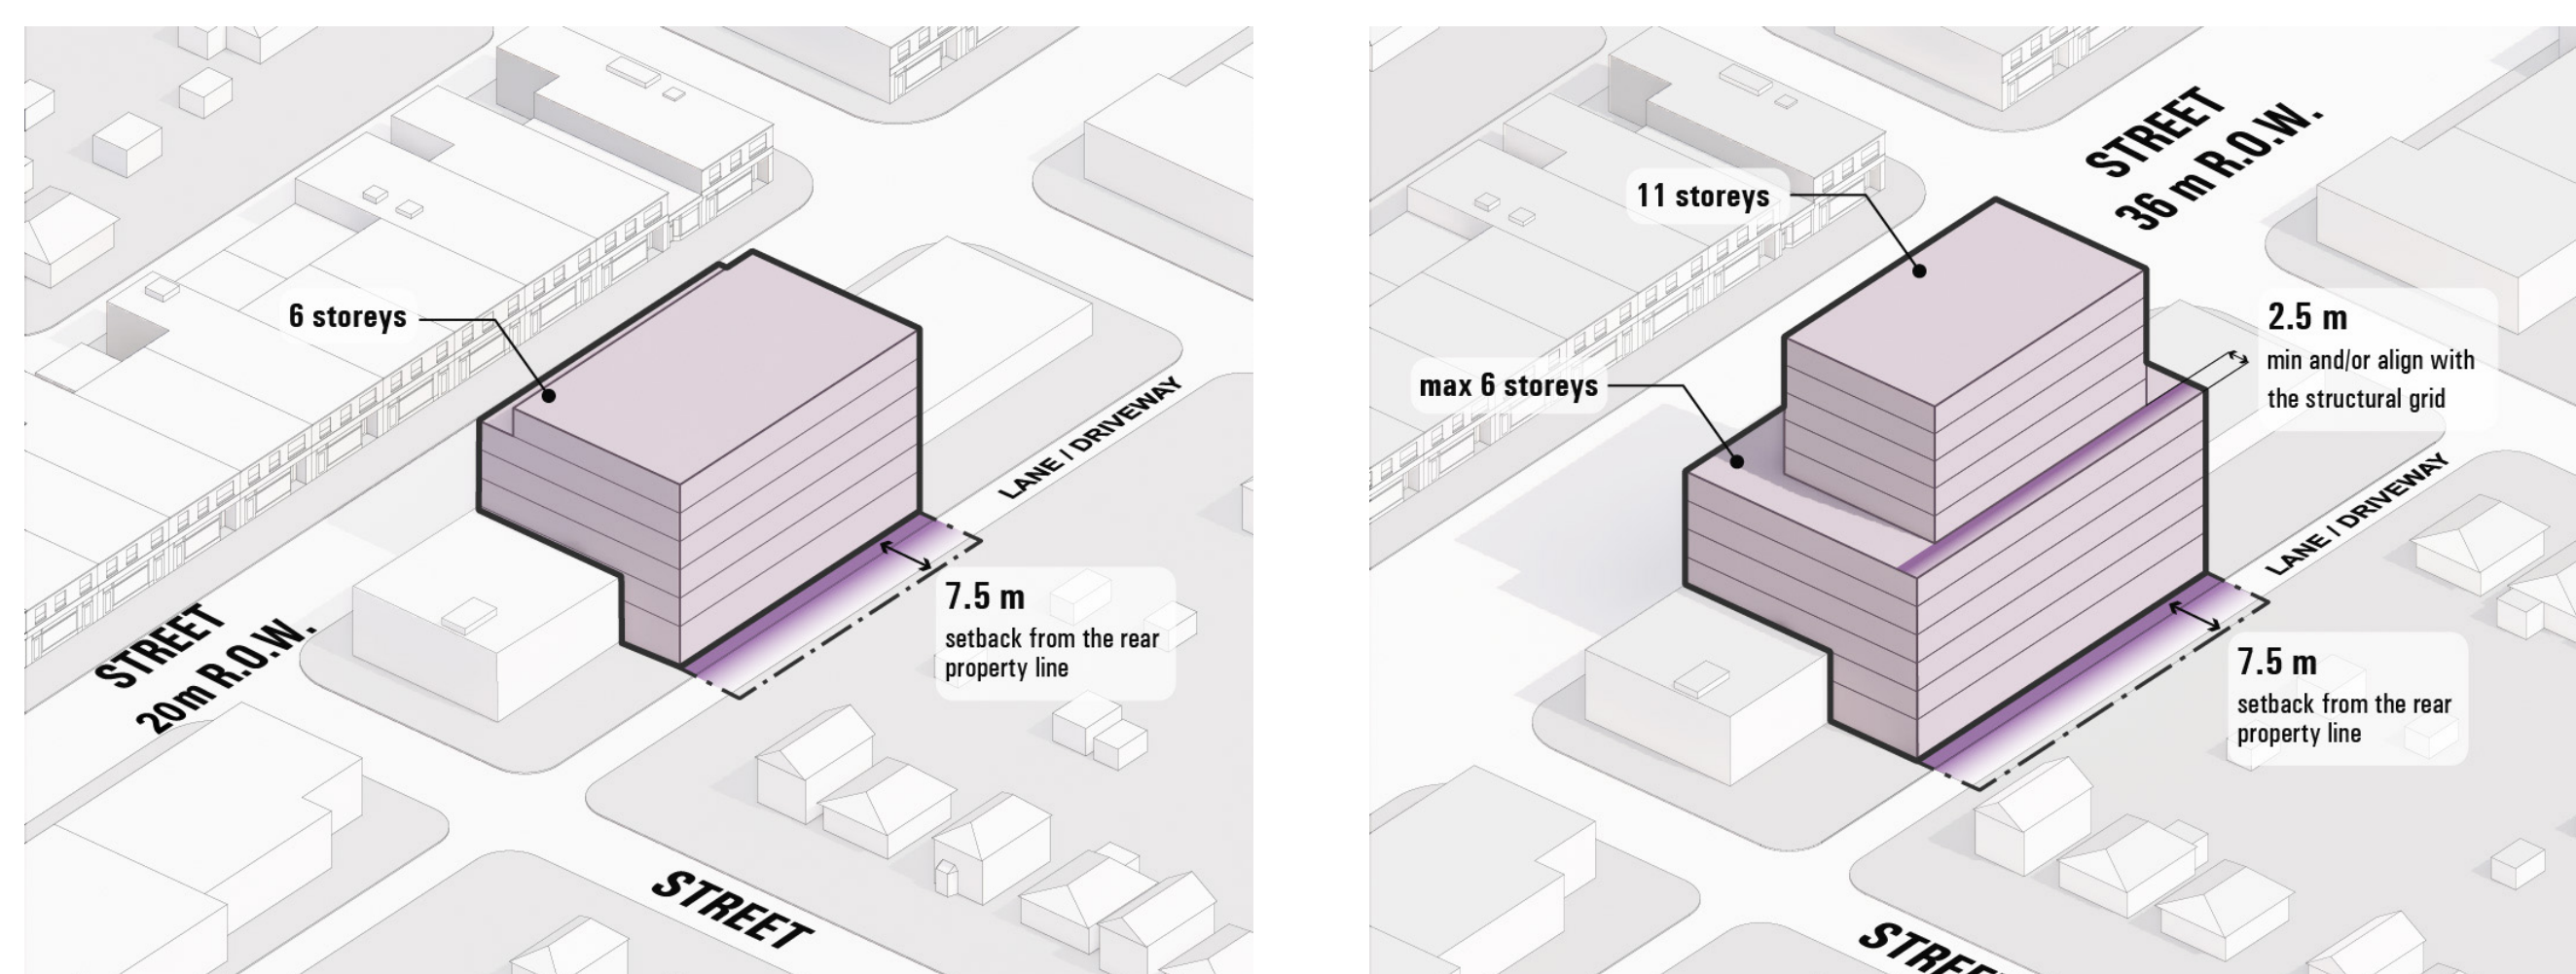 6 storeys
7.5 m
setback from the rear
property line
LANE / DRIVEWAY
STREET
20m R.O.W.
STREET
11 storeys
max 6 storeys
STREET
36 m R.O.W.
2.5 m
min and/or align with
the structural grid
LANE / DRIVEWAY
7.5 m
setback from the rear
property line